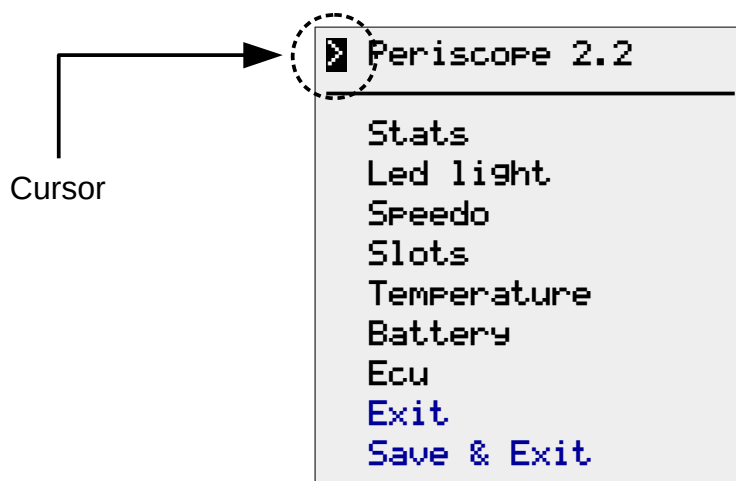 > Periscope 2.2
Stats
Led light
Cursor
Speedo
Slots
Temperature
Battery
Ecu
Exit
Save & Exit